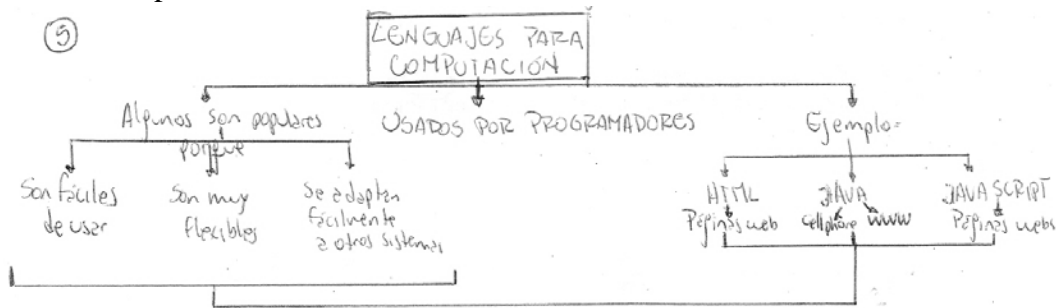 5
LENGUAJES PARA
COMPUTACIÓN
Algunos son populares
porque
USADOS POR PROGRAMADORES
Ejemplo:
Son fáciles
de usar
Son muy
flexibles
Se adaptan
fácilmente
a otros sistemas
HTML
Páginas web
JAVA
cellphone www
JAVA SCRIPT
Páginas webs